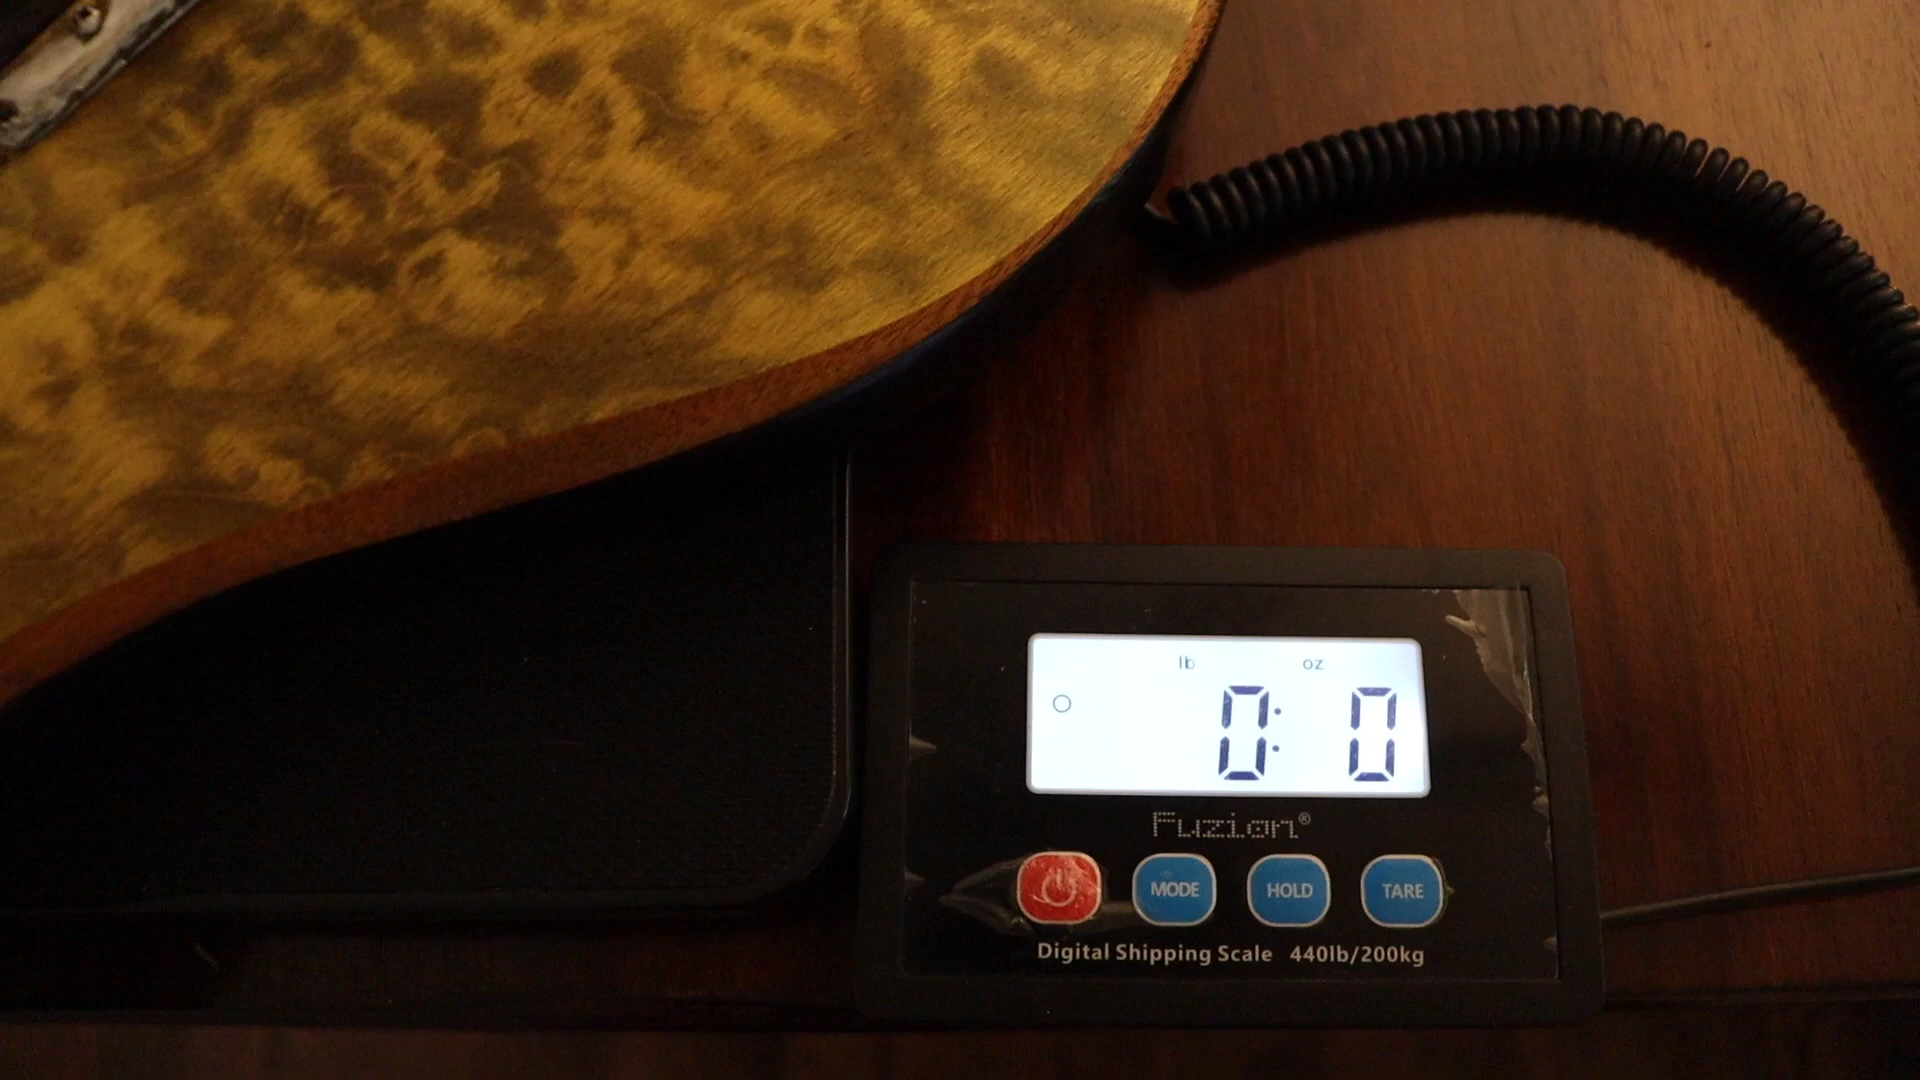 lb oz
0: 0
Fuzion®
MODE HOLD TARE
Digital Shipping Scale 440lb/200kg